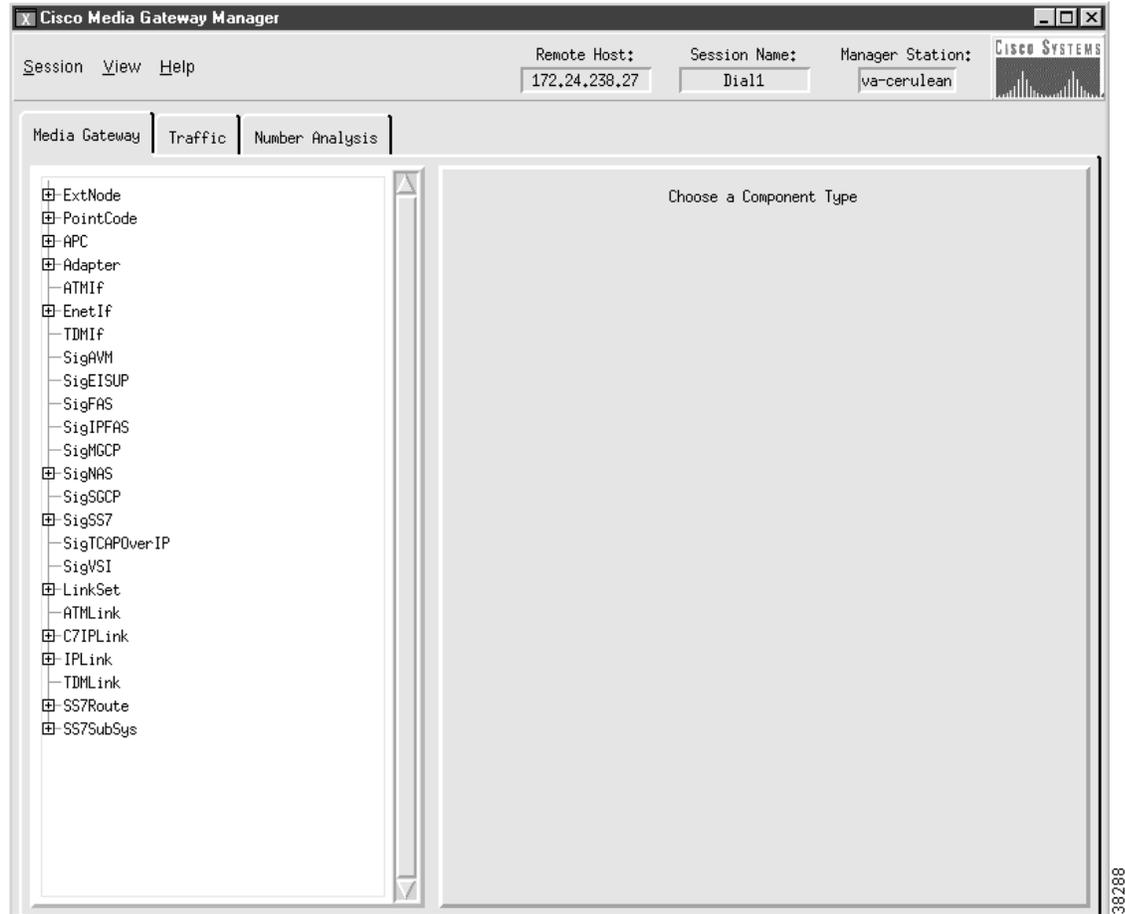 X Cisco Media Gateway Manager
Session View Help
Remote Host: Session Name: Manager Station:
172.24.238.27 Dial1 va-cerulean
CISCO SYSTEMS
Media Gateway Traffic Number Analysis
ExtNode
PointCode
APC
Adapter
ATMIf
EnetIf
TDMIf
SigAVM
SigEISUP
SigFAS
SigIPFAS
SigMGCP
SigNAS
SigSGCP
SigSS7
SigTCAPOverIP
SigVSI
LinkSet
ATMLink
C7IPLink
IPLink
TDMLink
SS7Route
SS7SubSys
Choose a Component Type
38288